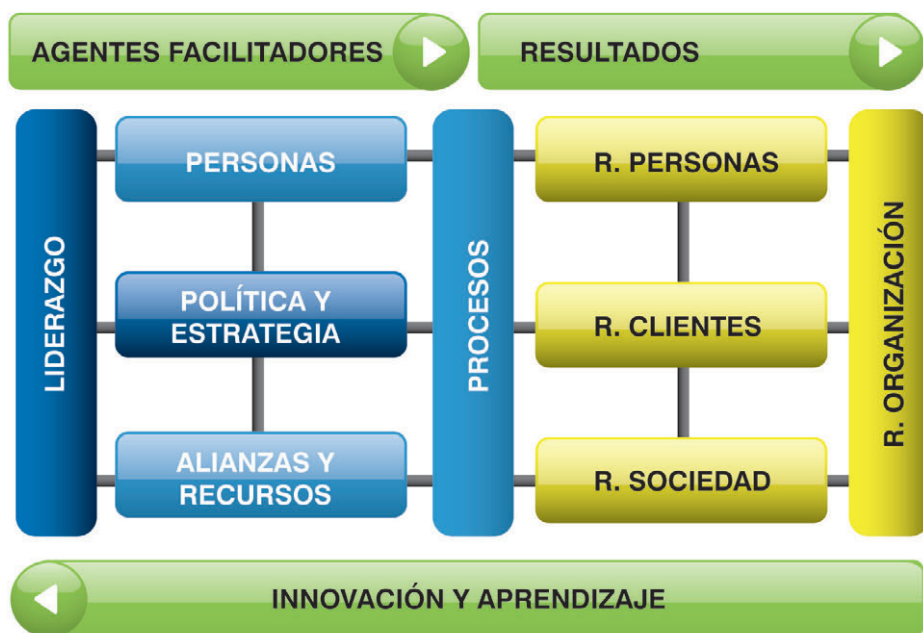 AGENTES FACILITADORES
RESULTADOS
LIDERAZGO
PERSONAS
POLÍTICA Y
ESTRATEGIA
ALIANZAS Y
RECURSOS
PROCESOS
R. PERSONAS
R. CLIENTES
R. SOCIEDAD
R. ORGANIZACIÓN
INNOVACIÓN Y APRENDIZAJE